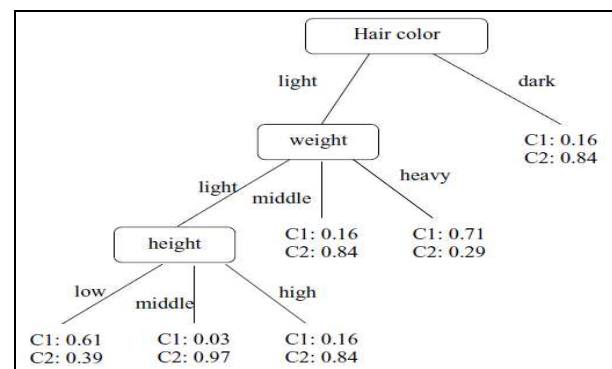 Hair color
light
dark
weight
C1: 0.16
C2: 0.84
light
middle
heavy
height
C1: 0.16
C2: 0.84
C1: 0.71
C2: 0.29
low
middle
high
C1: 0.61
C2: 0.39
C1: 0.03
C2: 0.97
C1: 0.16
C2: 0.84